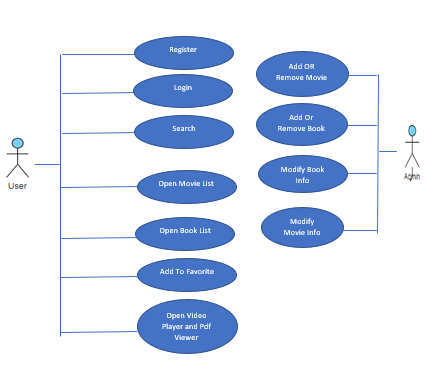 Register
Login
Search
Open Movie List
Open Book List
Add To Favorite
Open Video
Player and Pdf
Viewer
User
Add OR
Remove Movie
Add Or
Remove Book
Modify Book
Info
Modify
Movie Info
Admin